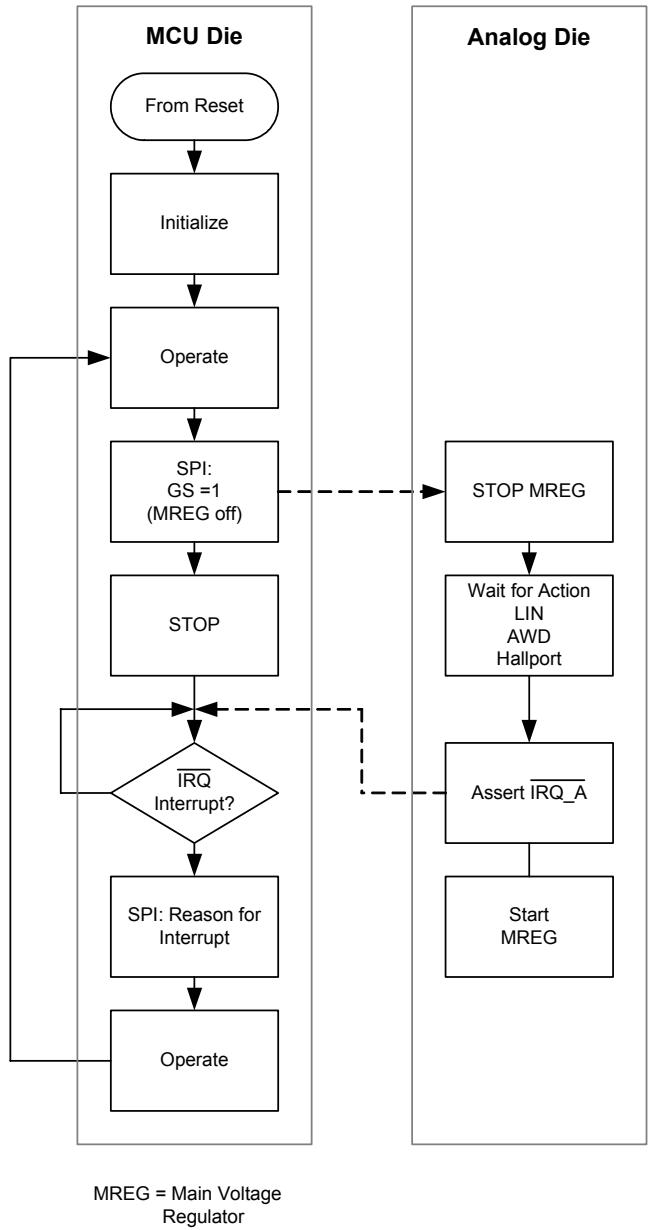 MCU Die
From Reset
Initialize
Operate
SPI:
GS =1
(MREG off)
STOP
IRQ
Interrupt?
SPI: Reason for
Interrupt
Operate
Analog Die
STOP MREG
Wait for Action
LIN
AWD
Hallport
Assert IRQ_A
Start
MREG
MREG = Main Voltage
Regulator